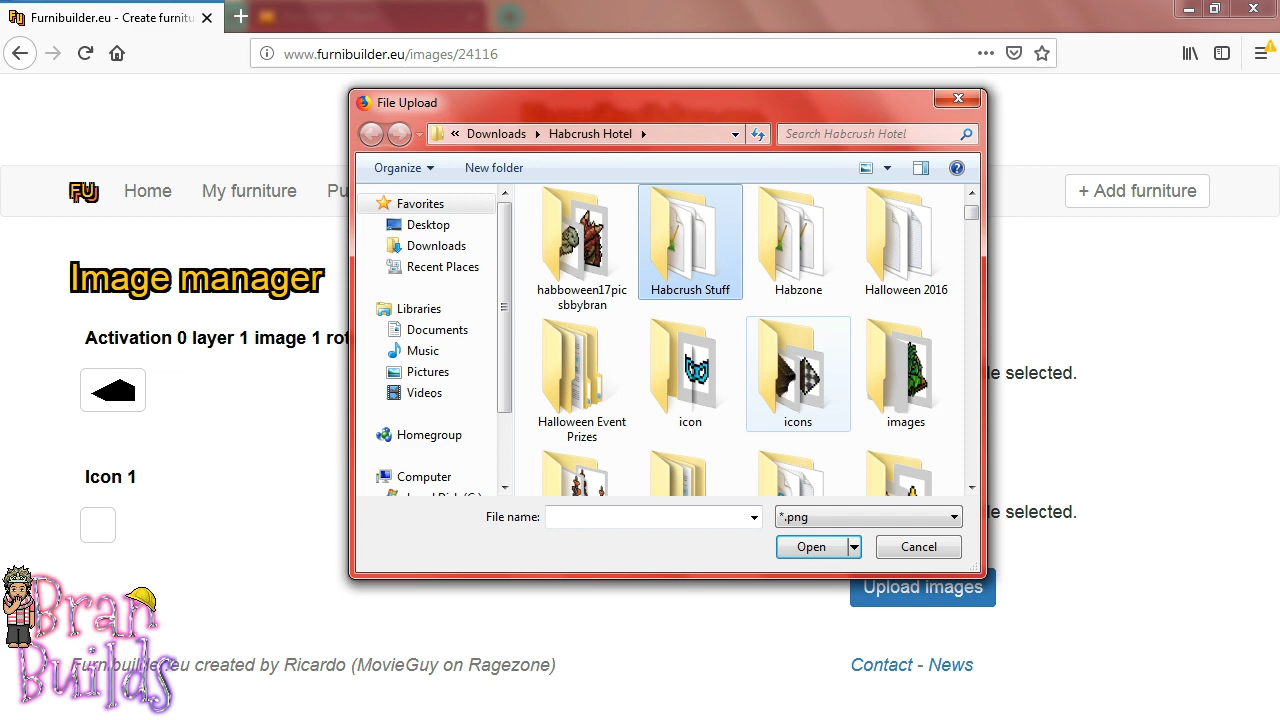 Furnibuilder.eu - Create furnitu
www.furnibuilder.eu/images/24116
File Upload
« Downloads Habcrush Hotel
Search Habcrush Hotel
Organize
New folder
FU
Home
My furniture
Pu
+ Add furniture
Favorites
Desktop
Downloads
Recent Places
Libraries
Documents
Music
Pictures
Videos
Homegroup
Computer
habboween17pic
sbybran
Habcrush Stuff
Habzone
Halloween 2016
Halloween Event
Prizes
icon
icons
images
Image manager
Activation 0 layer 1 image 1 rot
le selected.
Icon 1
le selected.
File name:
*.png
Open
Cancel
Upload images
Bran
Builds
Furnibuilder.eu created by Ricardo (MovieGuy on Ragezone)
Contact - News